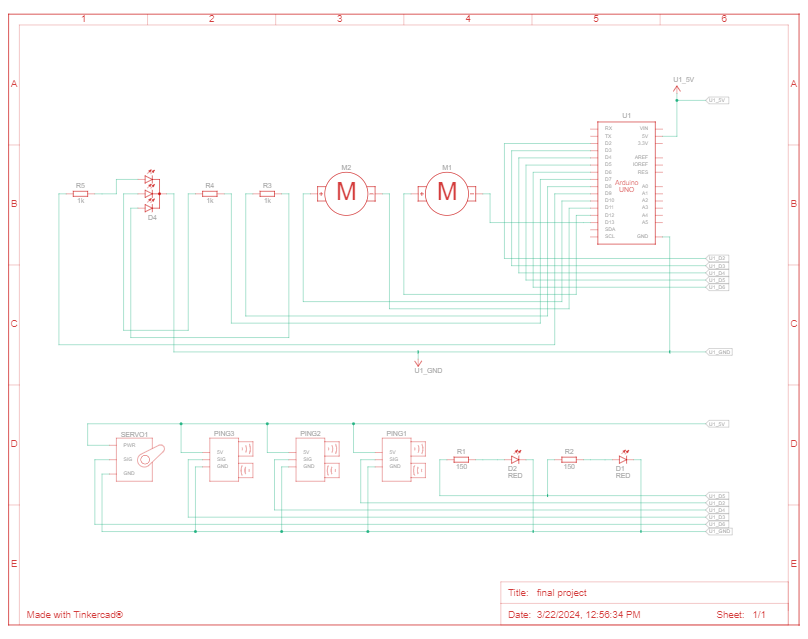 1 2 3 4 5 6
A A
U1_5V
U1_5V
U1
RX VIN
TX 5V
D2 3.3V
D3
D4 AREF
D5 IOREF
D6 RES
D7
D8 A0
D9 A1
D10 A2
D11 A3
D12 A4
D13 A5
SDA
SCL GND
Arduino
UNO
B B
R5
1k
D4
R4
1k
R3
1k
M2
M
M1
M
U1_D2
U1_D3
U1_D4
U1_D5
U1_D6
C C
U1_GND
U1_GND
D D
U1_5V
SERVO1
PWR
SIG
GND
PING3
5V
SIG
GND
PING2
5V
SIG
GND
PING1
5V
SIG
GND
R1
150
D2
RED
R2
150
D1
RED
U1_D4
U1_D3
U1_GND
E E
Title: final project
Made with Tinkercad®
Date: 3/22/2024, 12:56:34 PM Sheet: 1/1